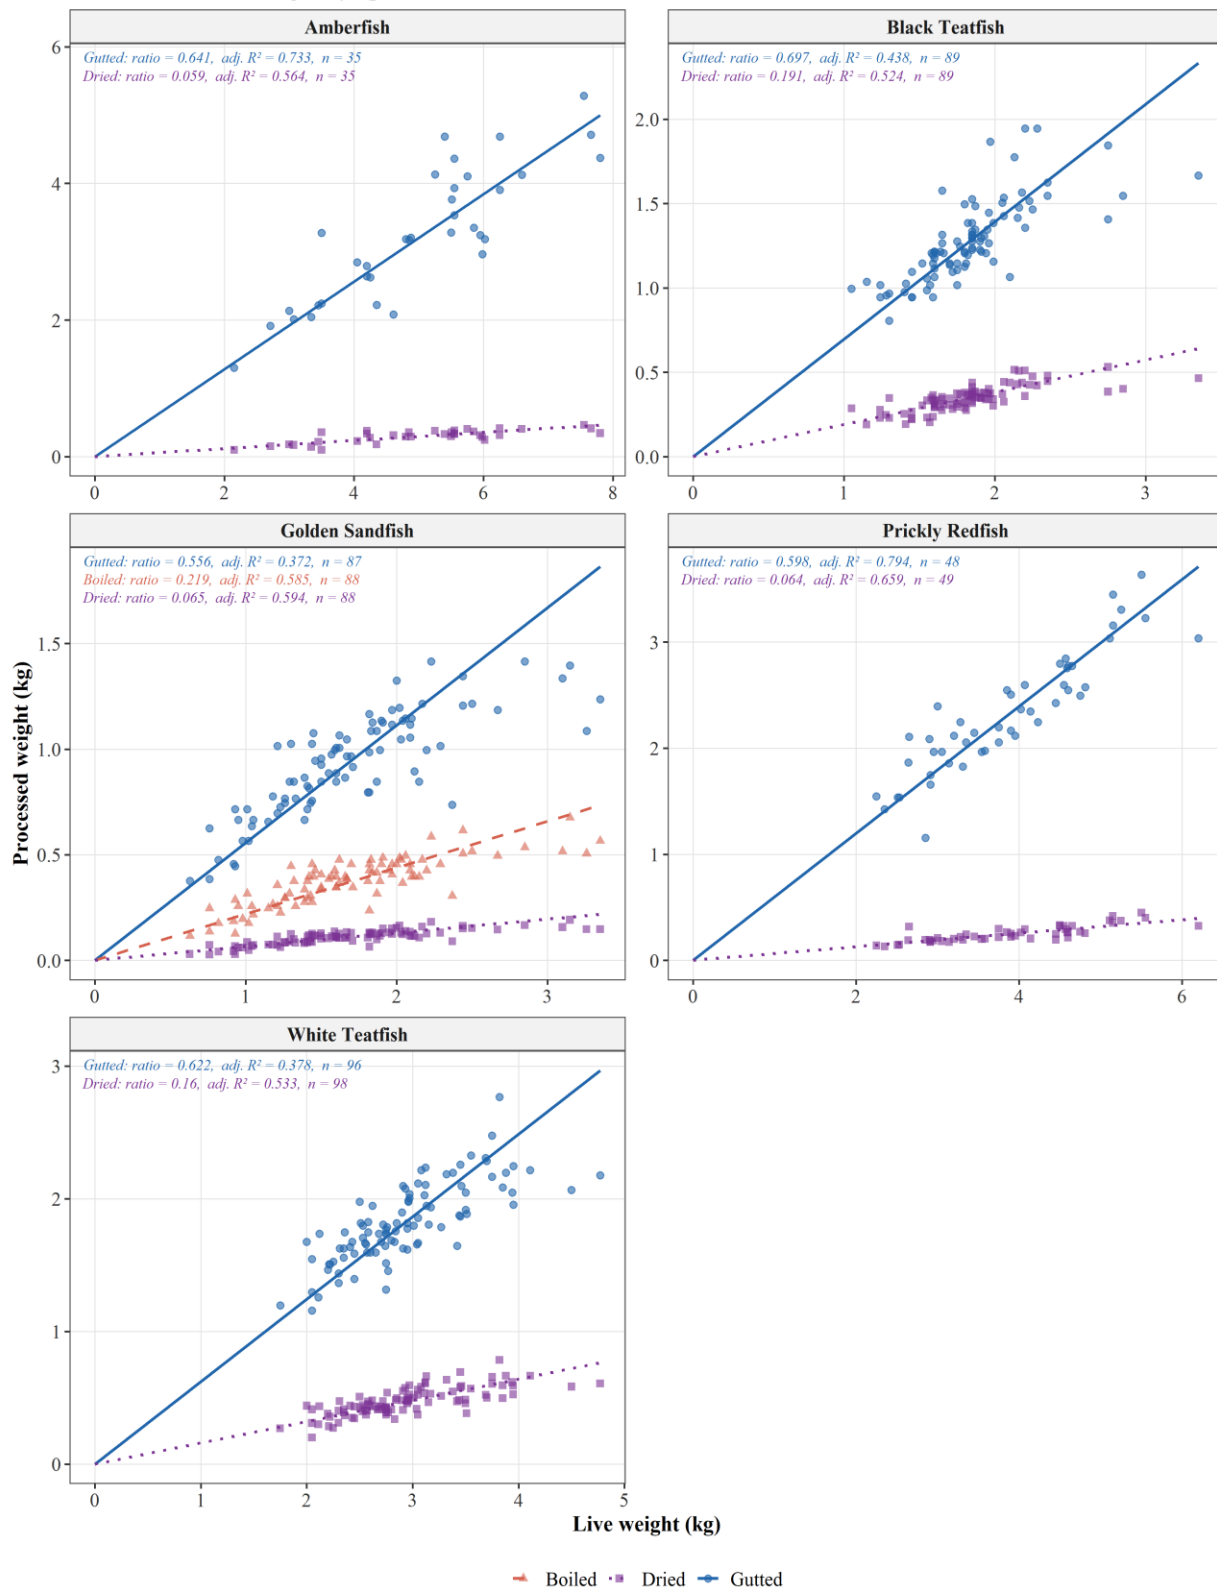 Amberfish
Gutted: ratio = 0.641, adj. R² = 0.733, n = 35
Dried: ratio = 0.059, adj. R² = 0.564, n = 35
6
4
2
0
0 2 4 6 8
Black Teatfish
Gutted: ratio = 0.697, adj. R² = 0.438, n = 89
Dried: ratio = 0.191, adj. R² = 0.524, n = 89
2.0
1.5
1.0
0.5
0.0
0 1 2 3
Golden Sandfish
Gutted: ratio = 0.556, adj. R² = 0.372, n = 87
Boiled: ratio = 0.219, adj. R² = 0.585, n = 88
Dried: ratio = 0.065, adj. R² = 0.594, n = 88
1.5
1.0
0.5
0.0
0 1 2 3
Prickly Redfish
Gutted: ratio = 0.598, adj. R² = 0.794, n = 48
Dried: ratio = 0.064, adj. R² = 0.659, n = 49
3
2
1
0
0 2 4 6
Processed weight (kg)
White Teatfish
Gutted: ratio = 0.622, adj. R² = 0.378, n = 96
Dried: ratio = 0.16, adj. R² = 0.533, n = 98
3
2
1
0
0 1 2 3 4 5
Live weight (kg)
Boiled Dried Gutted